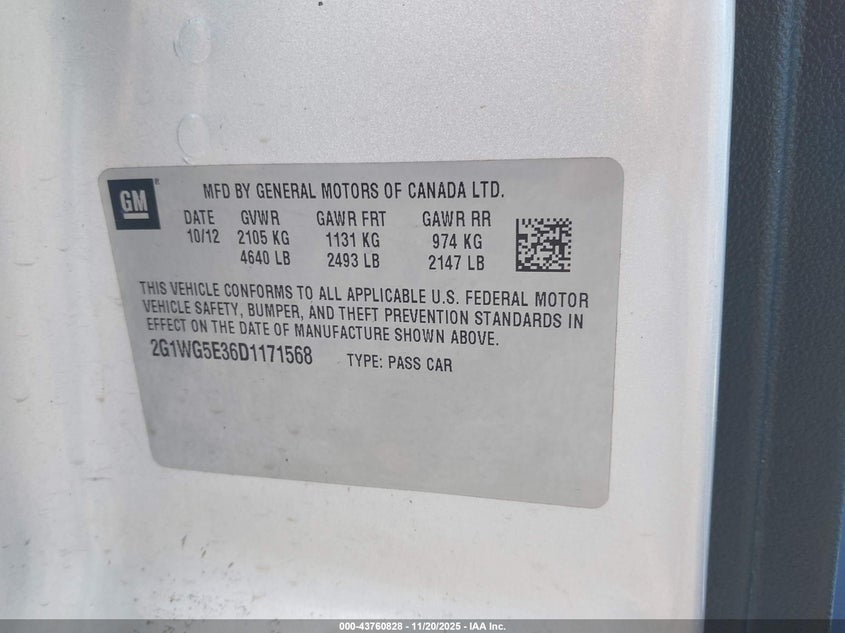 GM®
MFD BY GENERAL MOTORS OF CANADA LTD.
DATE GVWR GAWR FRT GAWR RR
10/12 2105 KG 1131 KG 974 KG
4640 LB 2493 LB 2147 LB
THIS VEHICLE CONFORMS TO ALL APPLICABLE U.S. FEDERAL MOTOR
VEHICLE SAFETY, BUMPER, AND THEFT PREVENTION STANDARDS IN
EFFECT ON THE DATE OF MANUFACTURE SHOWN ABOVE.
2G1WG5E36D1171568 TYPE: PASS CAR
000-43760828 - 11/20/2025 - IAA Inc.